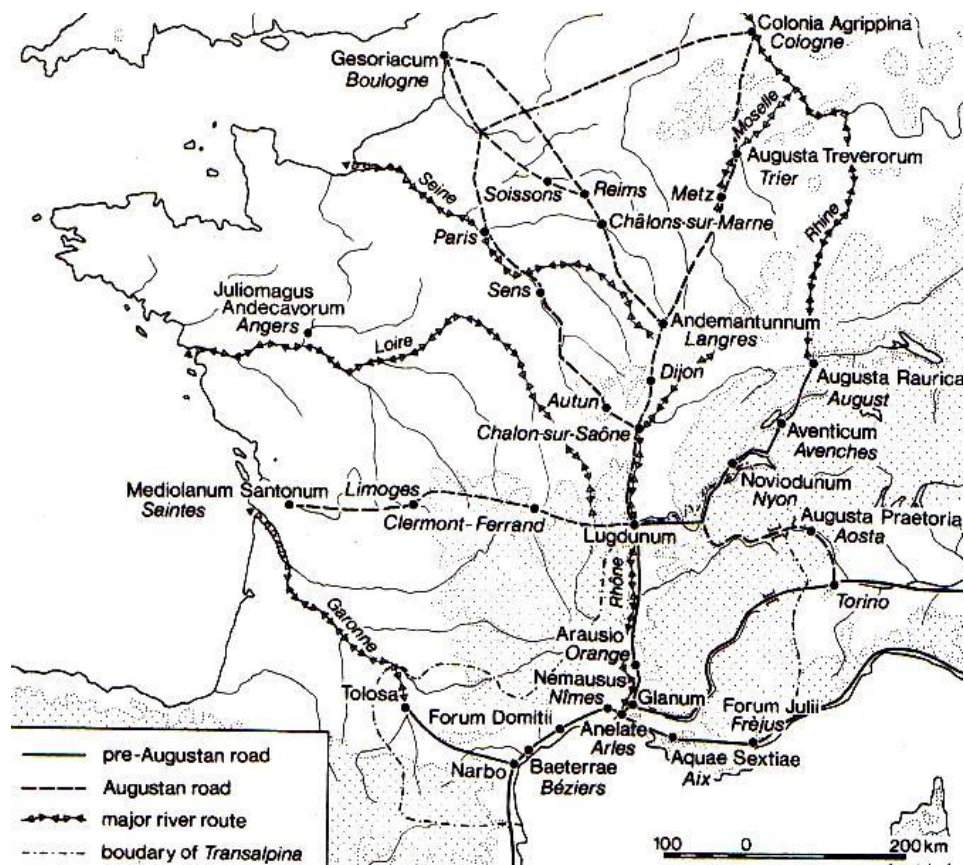 Colonia Agrippina
Cologne
Gesoriacum
Boulogne
Moselle
Augusta Treverorum
Trier
Soissons
Reims
Metz
Seine
Châlons-sur-Marne
Rhine
Paris
Sens
Juliomagus
Andecavorum
Angers
Andemantunnum
Langres
Loire
Dijon
Augusta Raurica
August
Autun
Chalon-sur-Saône
Aventicum
Avenches
Noviodunum
Nyon
Mediolanum Santonum
Saintes
Limoges
Clermont-Ferrand
Lugdunum
Augusta Praetoria
Aosta
Rhône
Torino
Garonne
Arausio
Orange
Némausus
Nîmes
Glanum
Tolosa
Forum Domitii
Anelate
Arles
Forum Julii
Frèjus
Aquae Sextiae
Aix
Narbo
Baeterrae
Béziers
pre-Augustan road
Augustan road
major river route
boudary of Transalpina
100 0 200 km